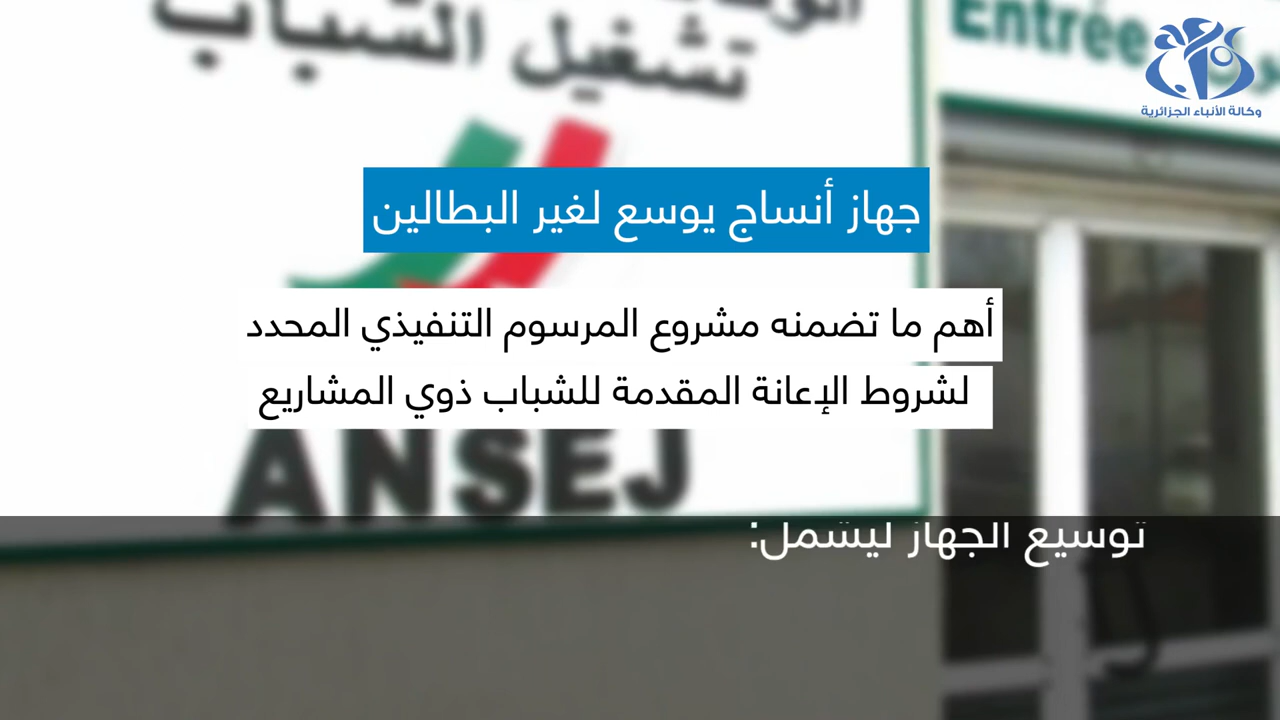 تشغيل الشباب
Entrée
وكالة الأنباء الجزائرية
جهاز أنساج يوسع لغير البطالين
أهم ما تضمنه مشروع المرسوم التنفيذي المحدد
لشروط الإعانة المقدمة للشباب ذوي المشاريع
ANSEJ
توسيع الجهاز ليشمل: